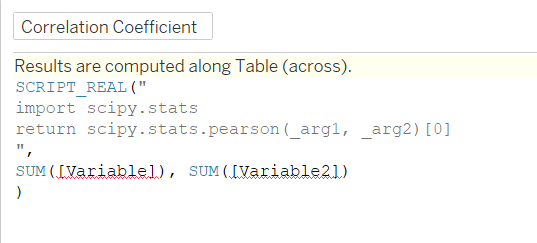 Correlation Coefficient
Results are computed along Table (across).
SCRIPT_REAL("
import scipy.stats
return scipy.stats.pearson(_arg1, _arg2)[0]
",
SUM([Variable]), SUM([Variable2])
)